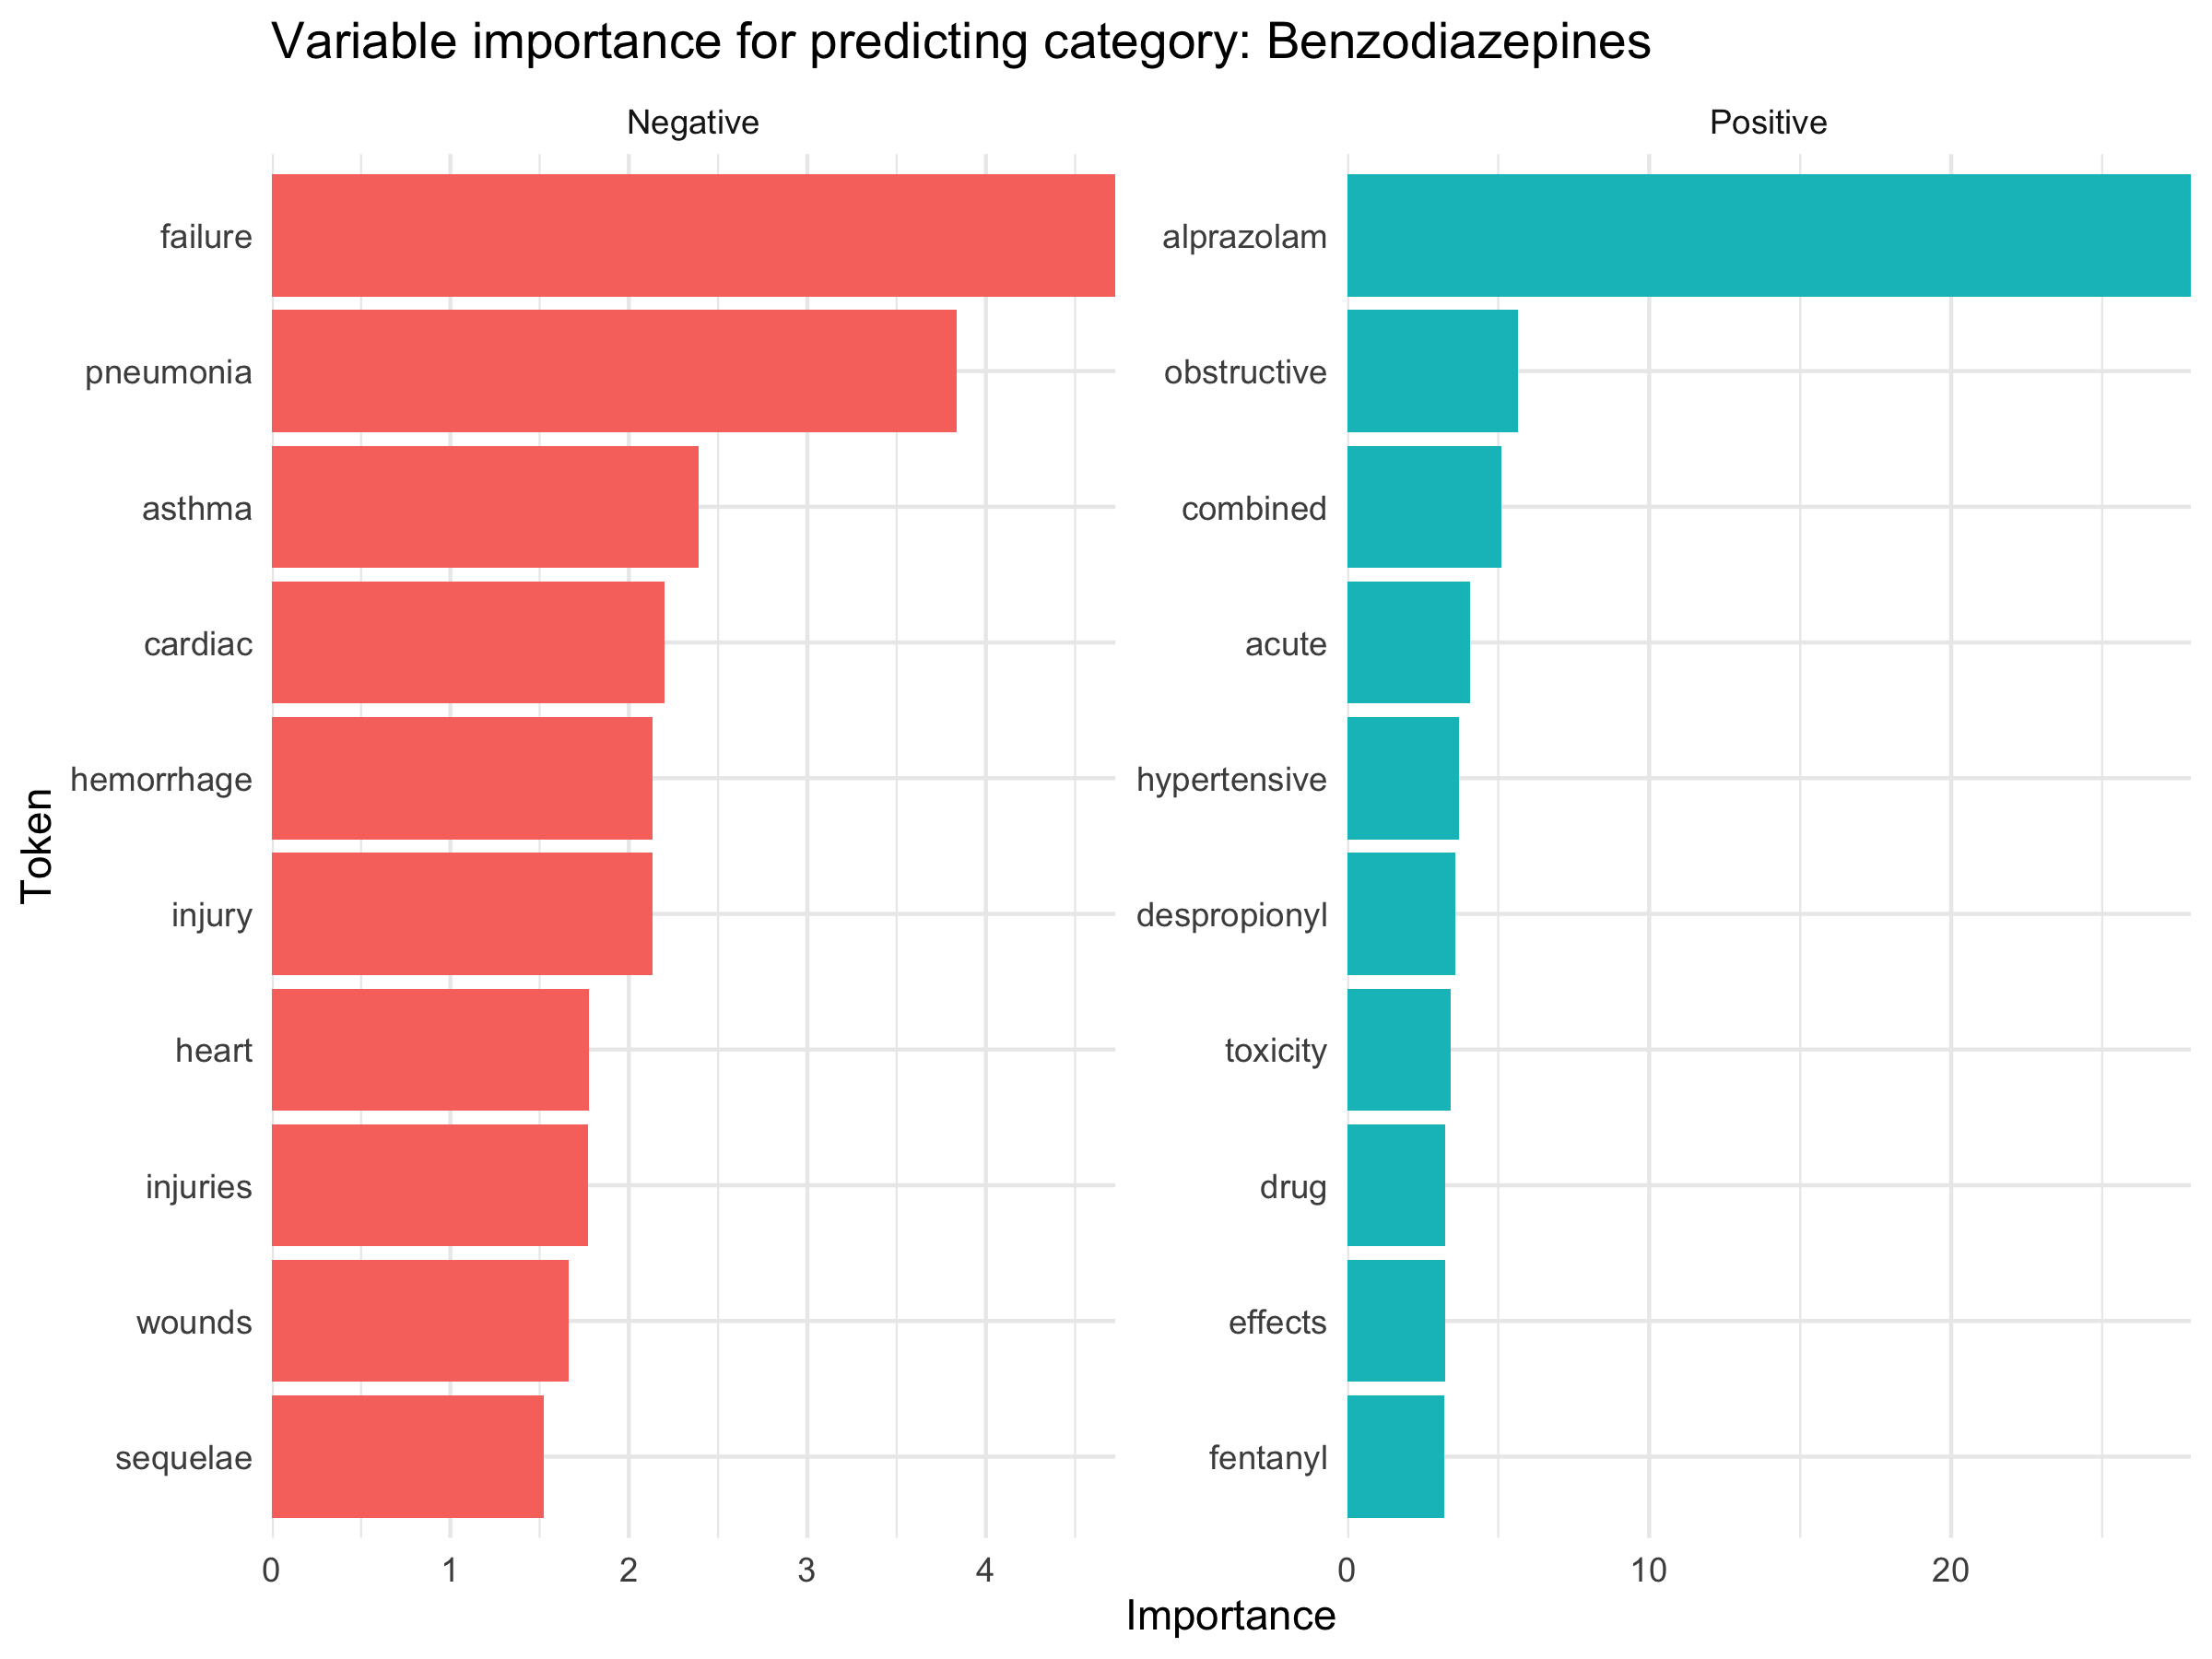 Variable importance for predicting category: Benzodiazepines
Negative
Positive
Token
failure
pneumonia
asthma
cardiac
hemorrhage
injury
heart
injuries
wounds
sequelae
0 1 2 3 4
alprazolam
obstructive
combined
acute
hypertensive
despropionyl
toxicity
drug
effects
fentanyl
0 10 20
Importance